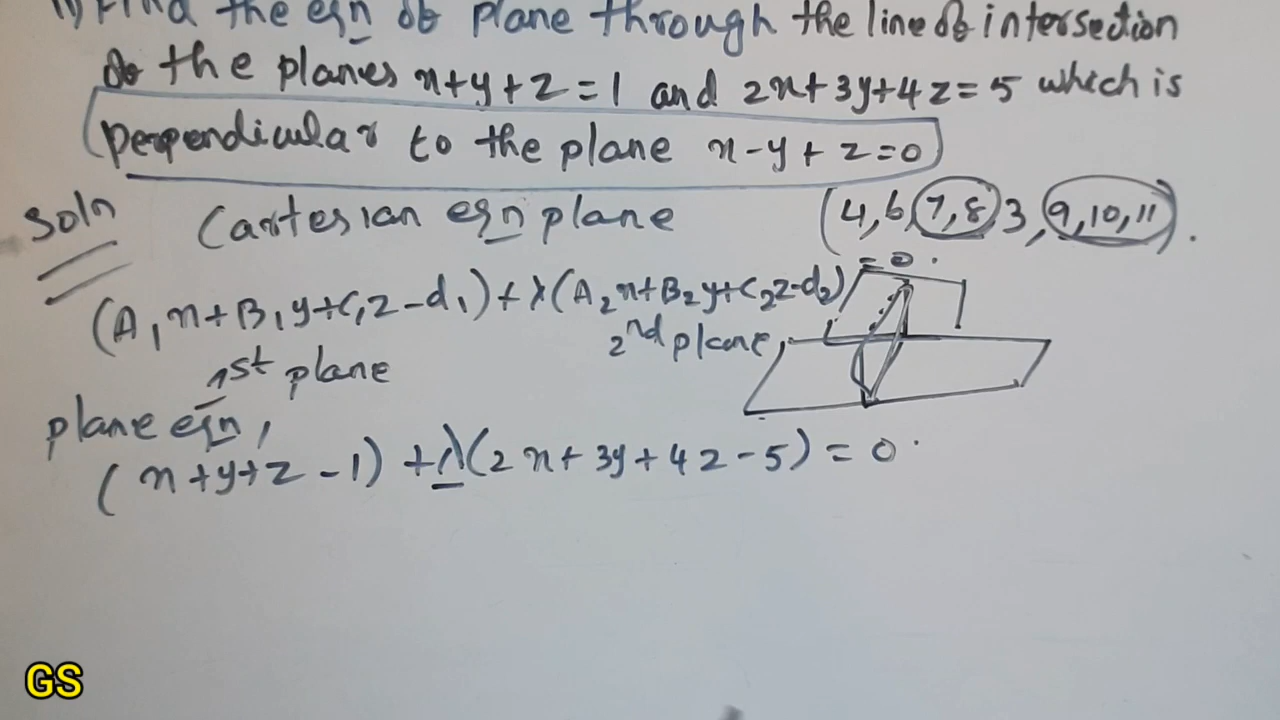 11) Find the eqn of plane through the line of intersection
of the planes x+y+z=1 and 2x+3y+4z=5 which is
perpendicular to the plane x-y+z=0
Soln Cartesian eqn plane (4,6,7,8,3,9,10,11).
(A₁x+B₁y+C₁z-d₁)+λ(A₂x+B₂y+C₂z-d₂)=0.
1st plane 2nd plane
plane eqn,
(x+y+z-1)+λ(2x+3y+4z-5)=0.
GS